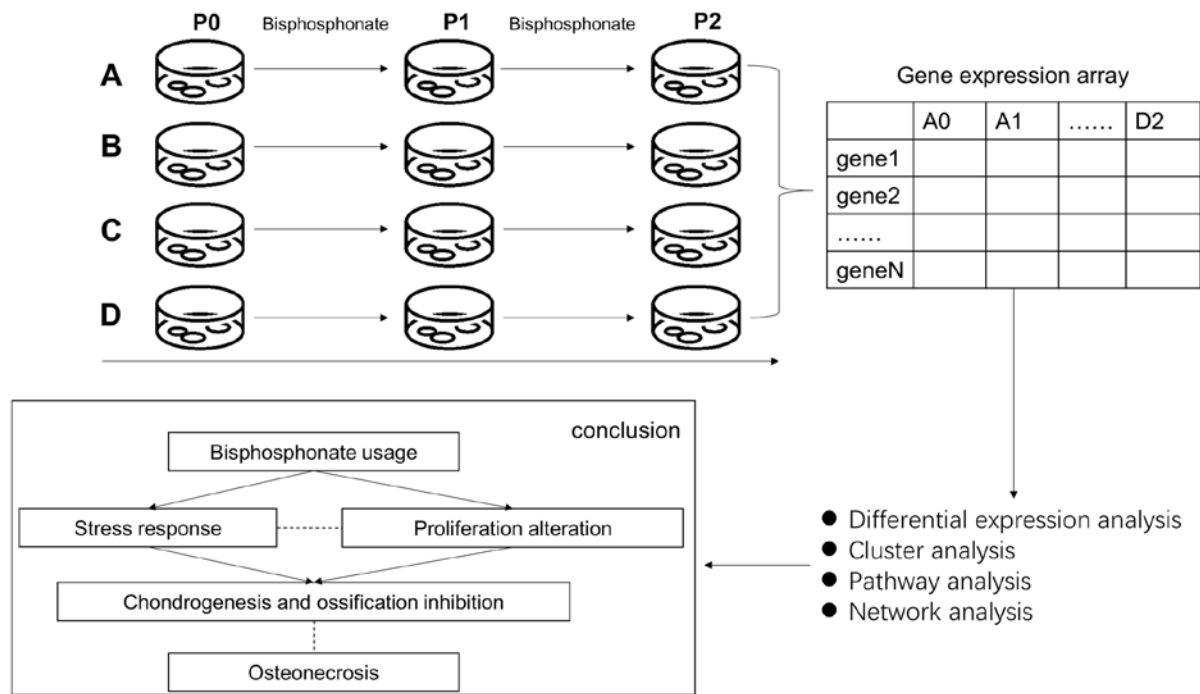 P0 Bisphosphonate P1 Bisphosphonate P2
A
B
C
D
Gene expression array
A0 A1 …… D2
gene1
gene2
……
geneN
● Differential expression analysis
● Cluster analysis
● Pathway analysis
● Network analysis
conclusion
Bisphosphonate usage
Stress response Proliferation alteration
Chondrogenesis and ossification inhibition
Osteonecrosis